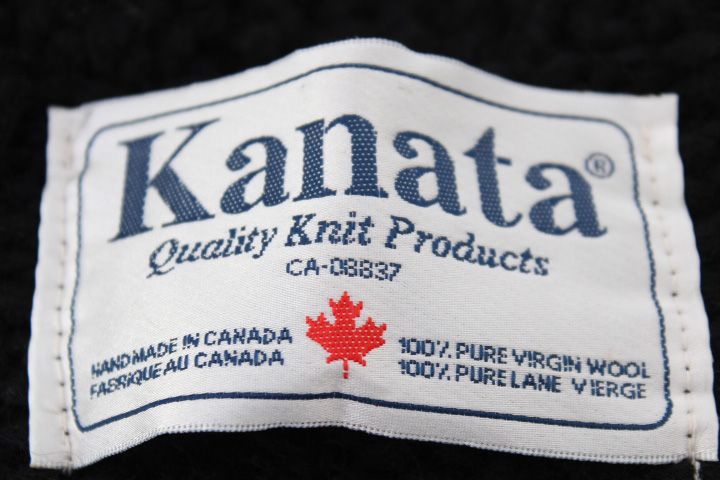 Kanata®
Quality Knit Products
CA-08837
HANDMADE IN CANADA
FABRIQUE AU CANADA
100% PURE VIRGIN WOOL
100% PURE LANE VIERGE